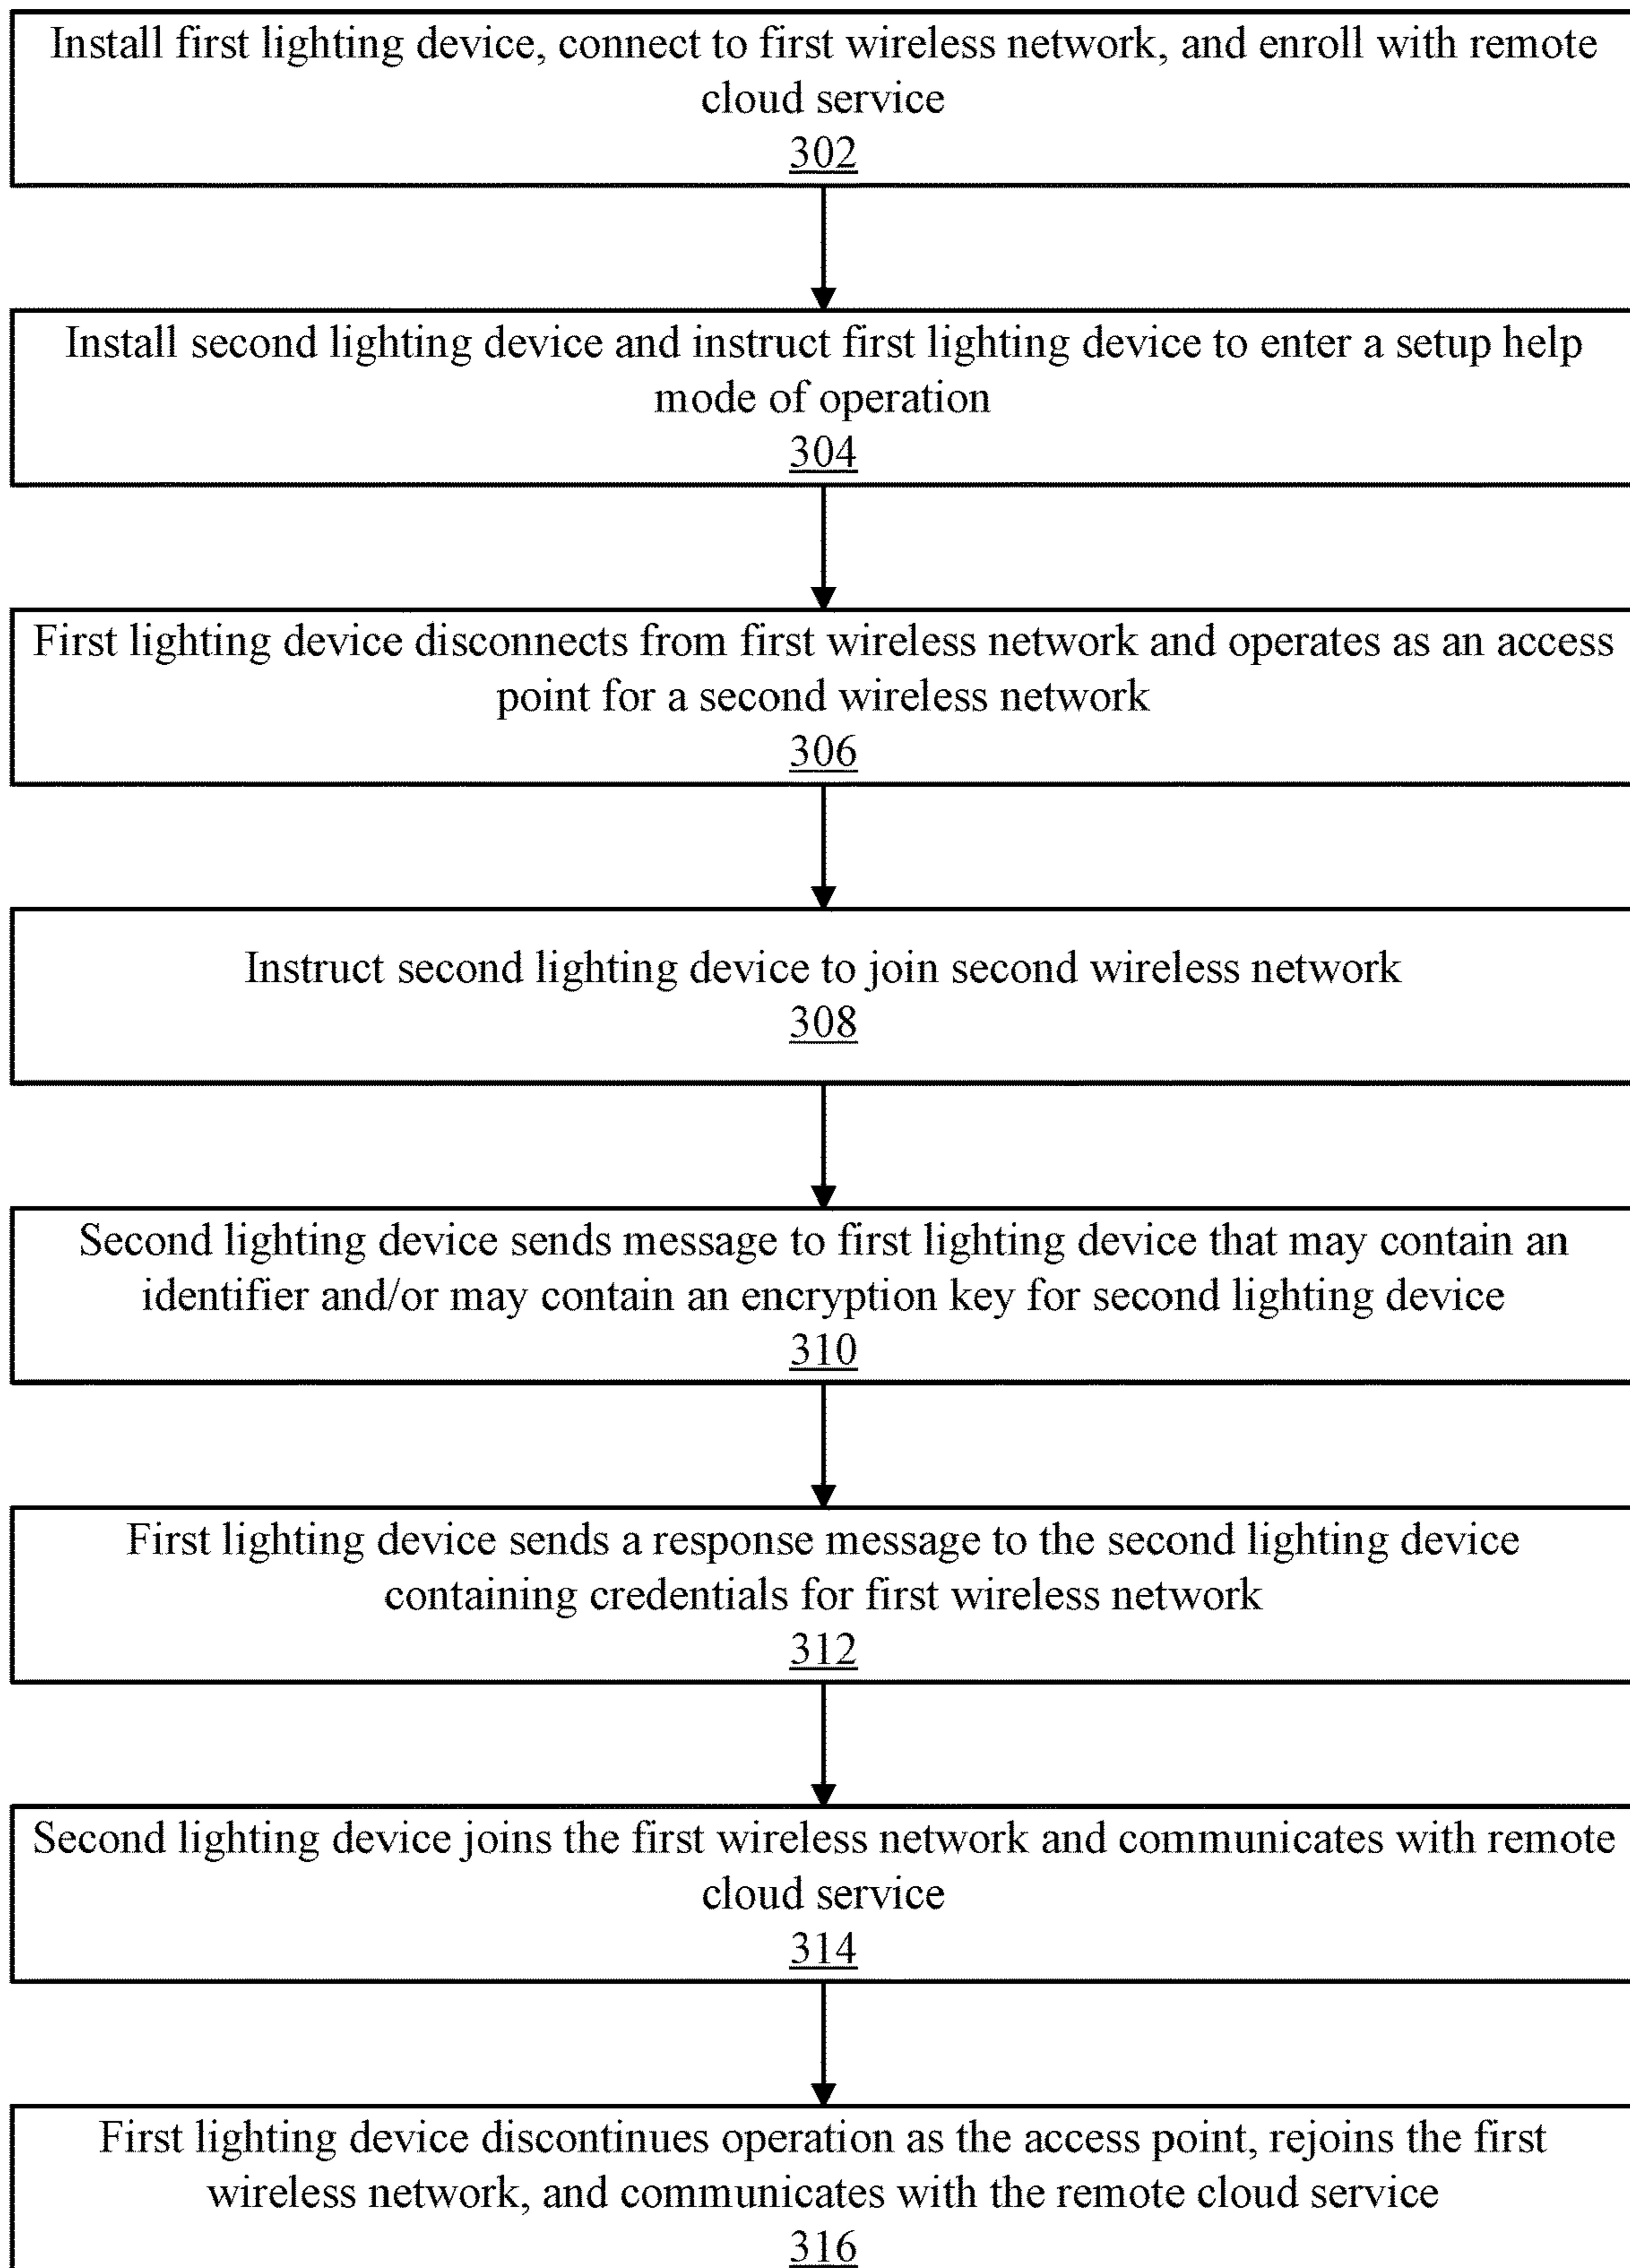 Install first lighting device, connect to first wireless network, and enroll with remote
cloud service
302
Install second lighting device and instruct first lighting device to enter a setup help
mode of operation
304
First lighting device disconnects from first wireless network and operates as an access
point for a second wireless network
306
Instruct second lighting device to join second wireless network
308
Second lighting device sends message to first lighting device that may contain an
identifier and/or may contain an encryption key for second lighting device
310
First lighting device sends a response message to the second lighting device
containing credentials for first wireless network
312
Second lighting device joins the first wireless network and communicates with remote
cloud service
314
First lighting device discontinues operation as the access point, rejoins the first
wireless network, and communicates with the remote cloud service
316